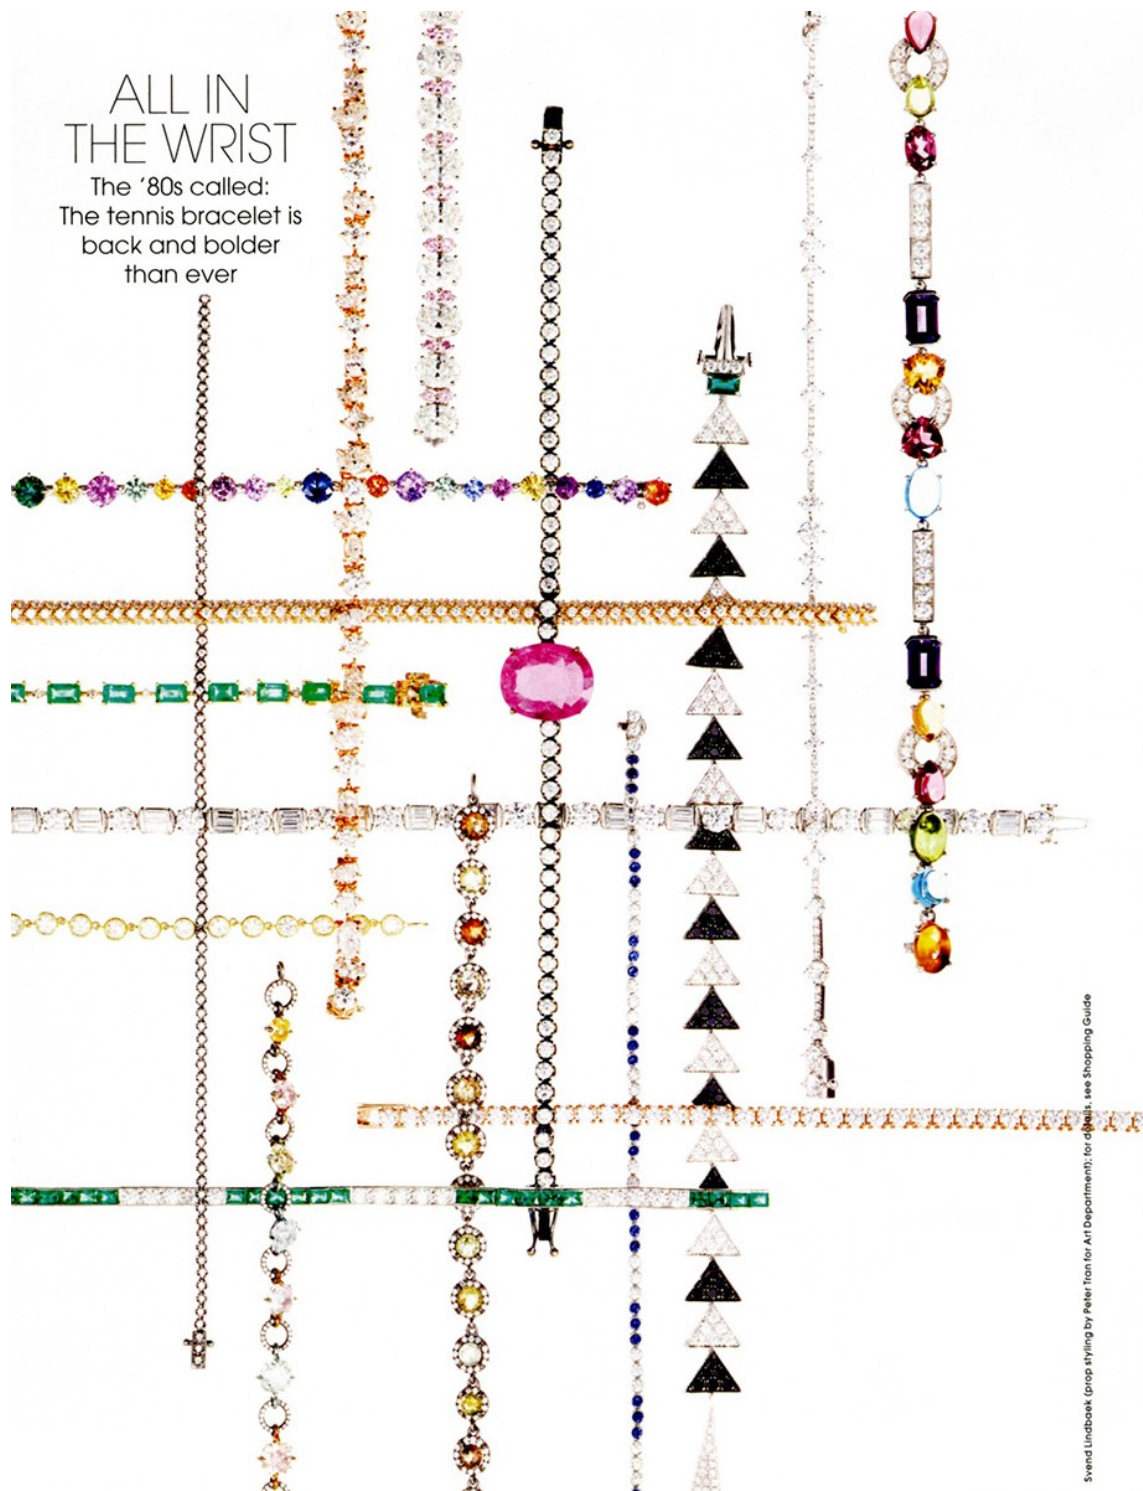 ALL IN
THE WRIST
The ’80s called:
The tennis bracelet is
back and bolder
than ever
Svend Lindbaek (prop styling by Peter Tran for Art Department); for details, see Shopping Guide